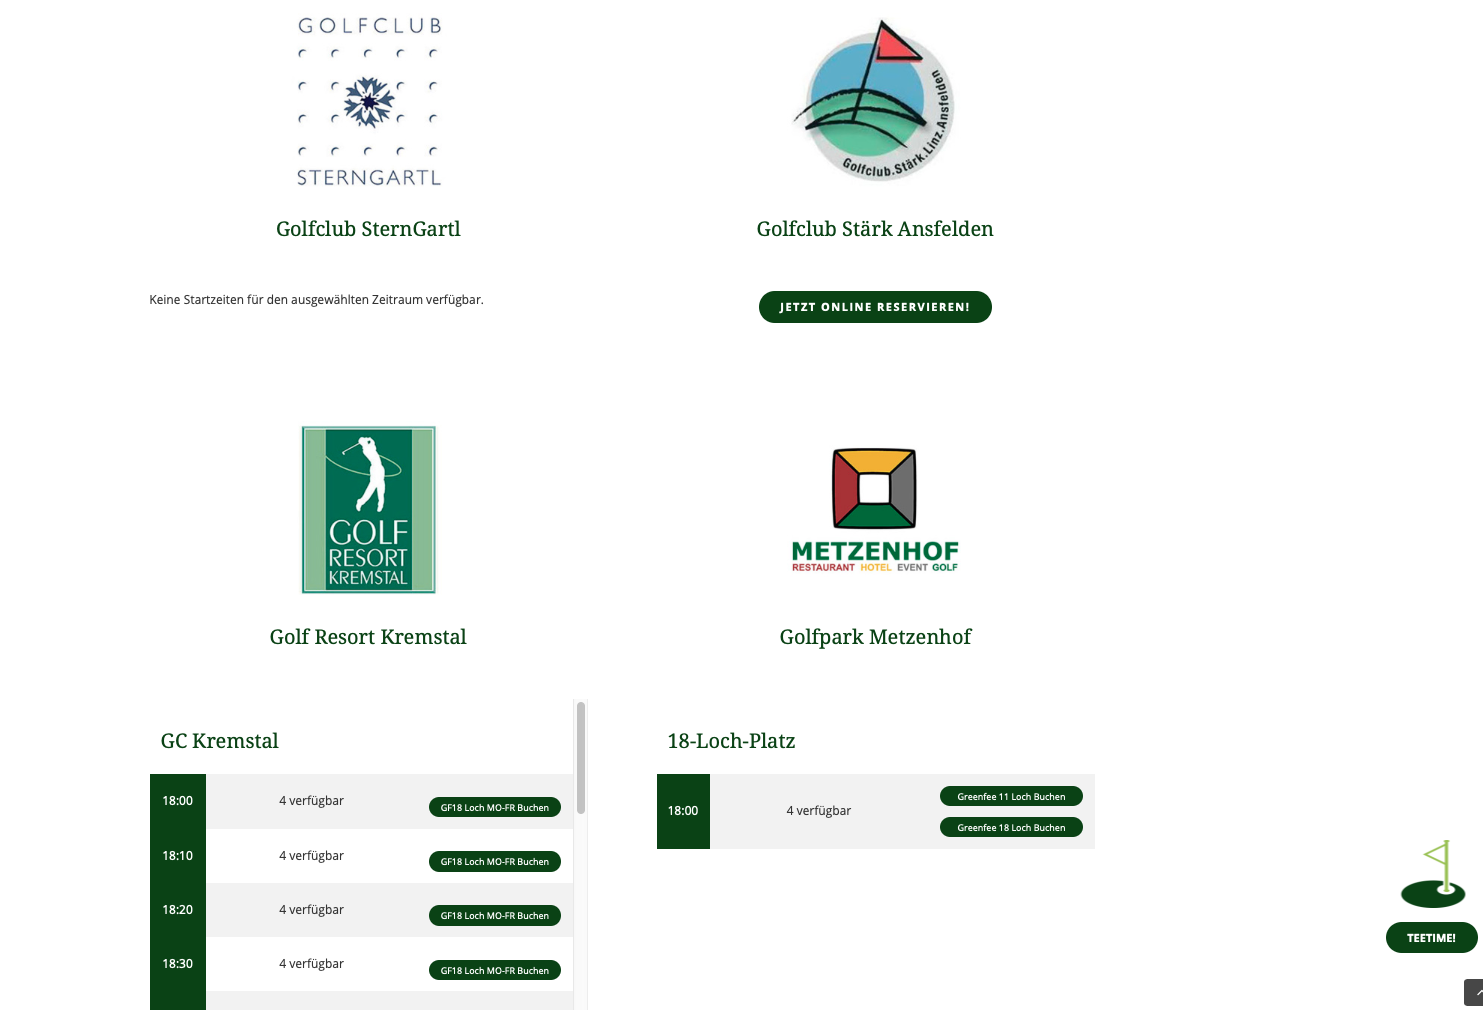 GOLFCLUB
STERNGARTL
Golfclub.Stärk.Linz.Ansfelden
Golfclub SternGartl
Golfclub Stärk Ansfelden
Keine Startzeiten für den ausgewählten Zeitraum verfügbar.
JETZT ONLINE RESERVIEREN!
GOLF
RESORT
KREMSTAL
METZENHOF
RESTAURANT HOTEL EVENT GOLF
Golf Resort Kremstal
Golfpark Metzenhof
GC Kremstal
18:00 4 verfügbar GF18 Loch MO-FR Buchen
18:10 4 verfügbar GF18 Loch MO-FR Buchen
18:20 4 verfügbar GF18 Loch MO-FR Buchen
18:30 4 verfügbar GF18 Loch MO-FR Buchen
18-Loch-Platz
Greenfee 11 Loch Buchen
18:00 4 verfügbar
Greenfee 18 Loch Buchen
TEETIME!